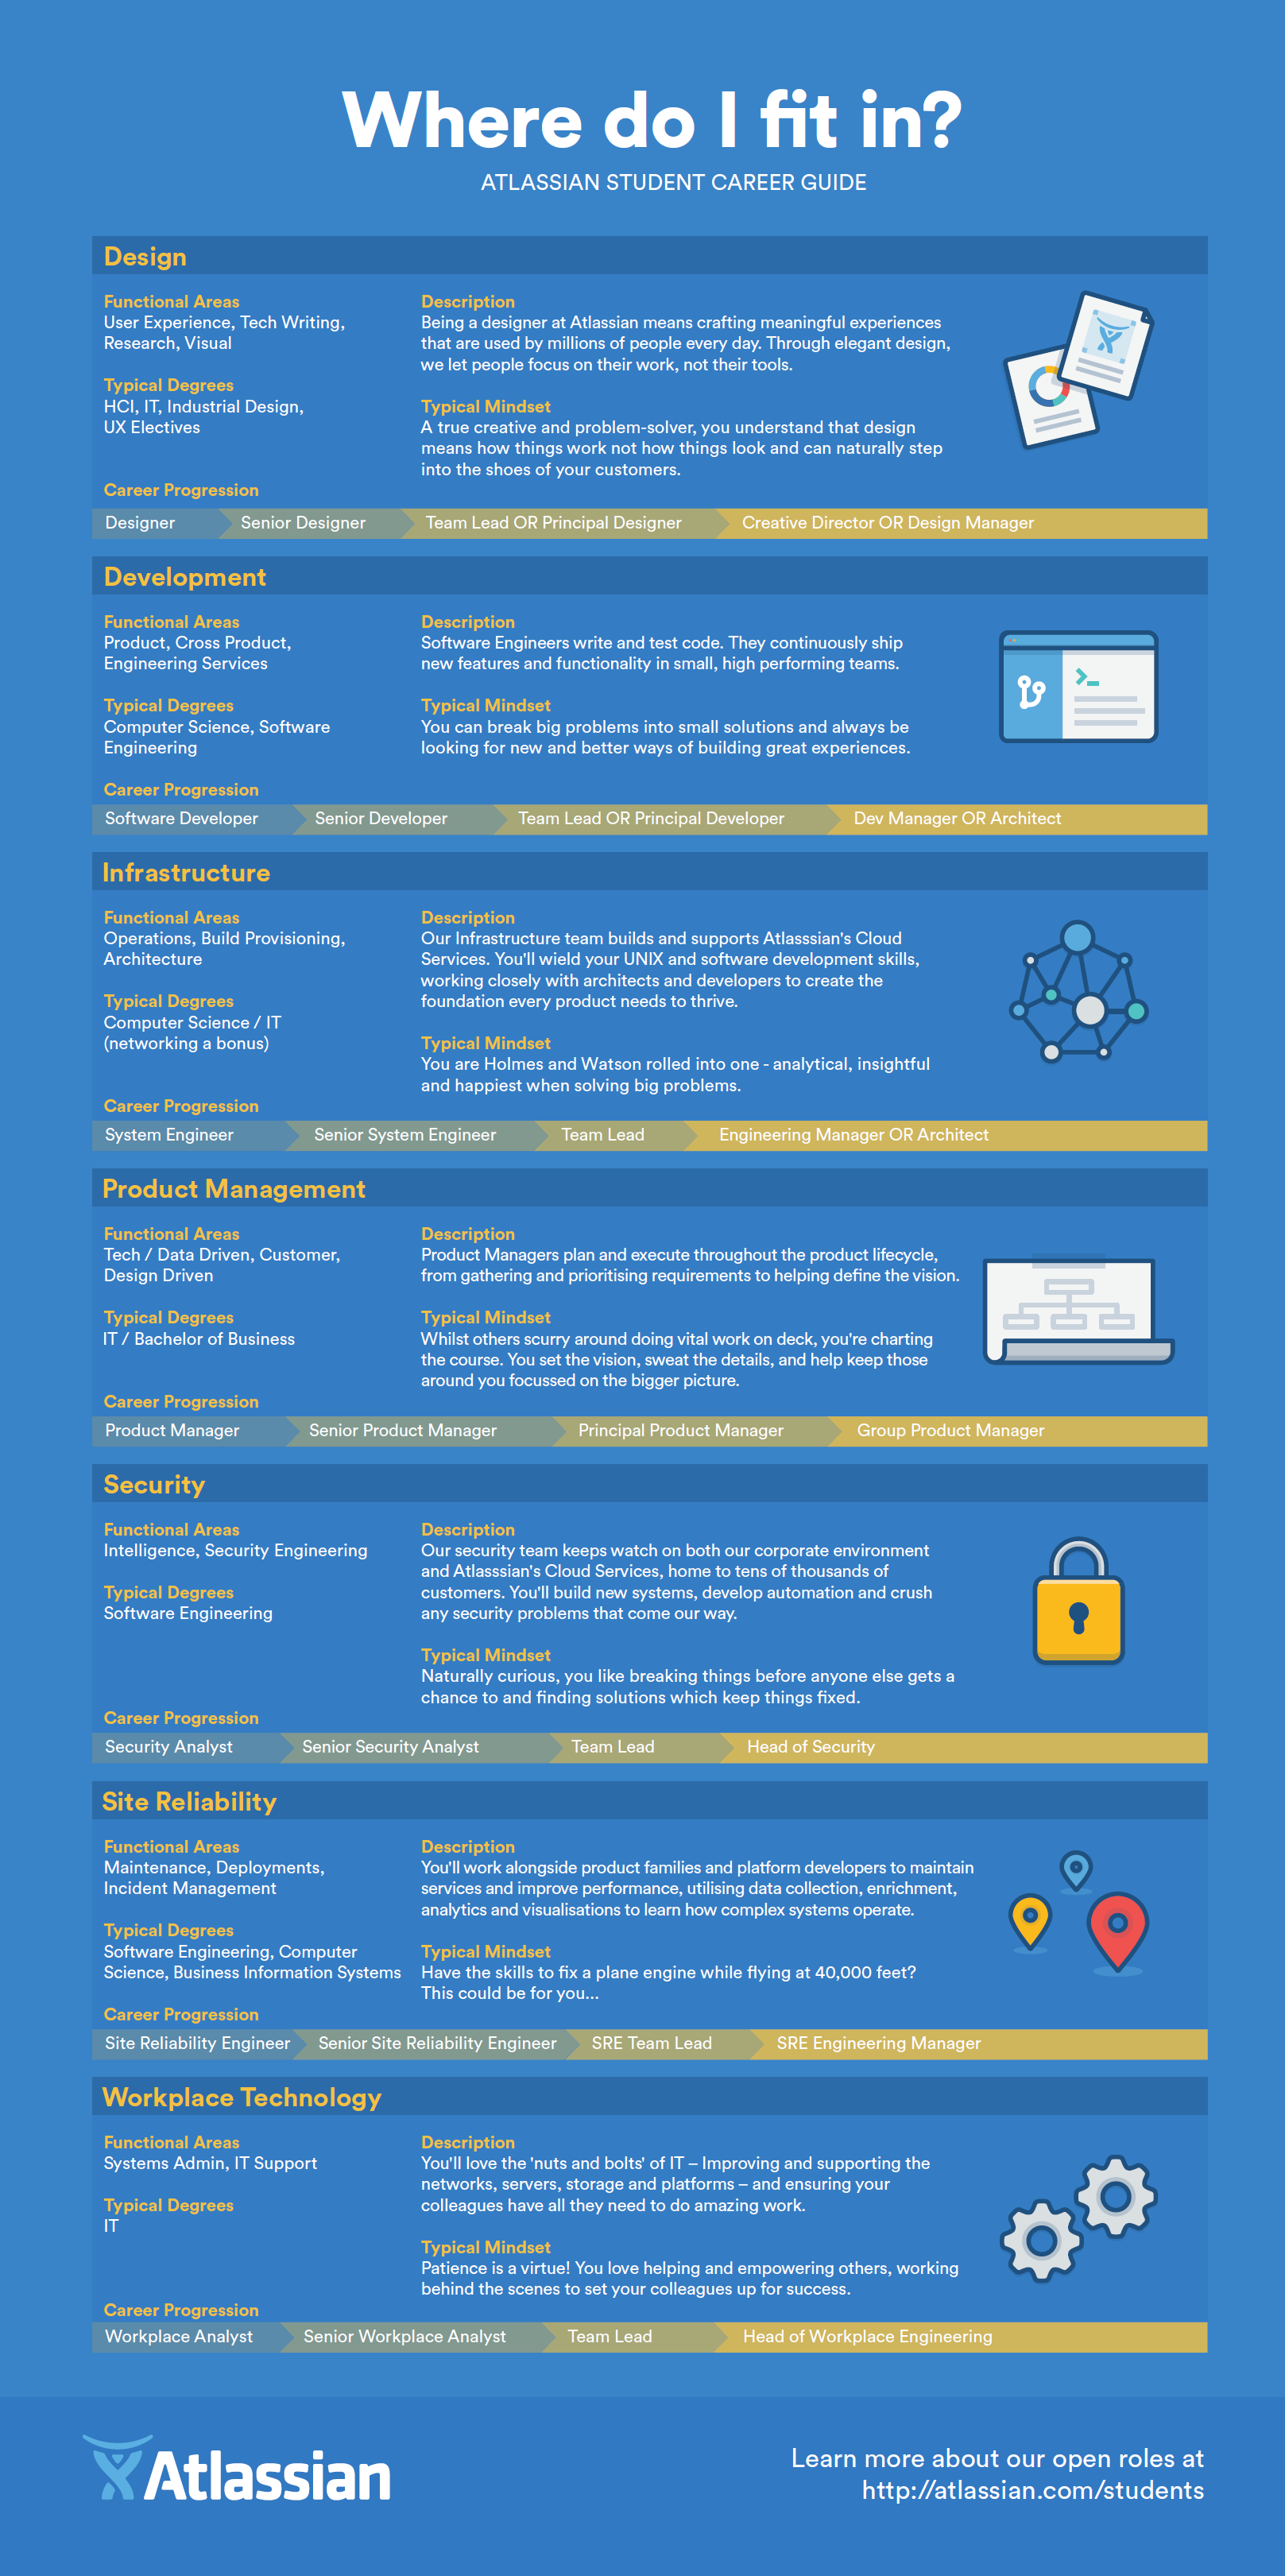 Where do I fit in?
ATLASSIAN STUDENT CAREER GUIDE
Design
Functional Areas
User Experience, Tech Writing,
Research, Visual
Typical Degrees
HCI, IT, Industrial Design,
UX Electives
Description
Being a designer at Atlassian means crafting meaningful experiences
that are used by millions of people every day. Through elegant design,
we let people focus on their work, not their tools.
Typical Mindset
A true creative and problem-solver, you understand that design
means how things work not how things look and can naturally step
into the shoes of your customers.
Career Progression
Designer
Senior Designer
Team Lead OR Principal Designer
Creative Director OR Design Manager
Development
Functional Areas
Product, Cross Product,
Engineering Services
Typical Degrees
Computer Science, Software
Engineering
Description
Software Engineers write and test code. They continuously ship
new features and functionality in small, high performing teams.
Typical Mindset
You can break big problems into small solutions and always be
looking for new and better ways of building great experiences.
Career Progression
Software Developer
Senior Developer
Team Lead OR Principal Developer
Dev Manager OR Architect
Infrastructure
Functional Areas
Operations, Build Provisioning,
Architecture
Typical Degrees
Computer Science / IT
(networking a bonus)
Description
Our Infrastructure team builds and supports Atlasssian's Cloud
Services. You'll wield your UNIX and software development skills,
working closely with architects and developers to create the
foundation every product needs to thrive.
Typical Mindset
You are Holmes and Watson rolled into one - analytical, insightful
and happiest when solving big problems.
Career Progression
System Engineer
Senior System Engineer
Team Lead
Engineering Manager OR Architect
Product Management
Functional Areas
Tech / Data Driven, Customer,
Design Driven
Typical Degrees
IT / Bachelor of Business
Description
Product Managers plan and execute throughout the product lifecycle,
from gathering and prioritising requirements to helping define the vision.
Typical Mindset
Whilst others scurry around doing vital work on deck, you're charting
the course. You set the vision, sweat the details, and help keep those
around you focussed on the bigger picture.
Career Progression
Product Manager
Senior Product Manager
Principal Product Manager
Group Product Manager
Security
Functional Areas
Intelligence, Security Engineering
Typical Degrees
Software Engineering
Description
Our security team keeps watch on both our corporate environment
and Atlasssian's Cloud Services, home to tens of thousands of
customers. You'll build new systems, develop automation and crush
any security problems that come our way.
Typical Mindset
Naturally curious, you like breaking things before anyone else gets a
chance to and finding solutions which keep things fixed.
Career Progression
Security Analyst
Senior Security Analyst
Team Lead
Head of Security
Site Reliability
Functional Areas
Maintenance, Deployments,
Incident Management
Typical Degrees
Software Engineering, Computer
Science, Business Information Systems
Description
You'll work alongside product families and platform developers to maintain
services and improve performance, utilising data collection, enrichment,
analytics and visualisations to learn how complex systems operate.
Typical Mindset
Have the skills to fix a plane engine while flying at 40,000 feet?
This could be for you...
Career Progression
Site Reliability Engineer
Senior Site Reliability Engineer
SRE Team Lead
SRE Engineering Manager
Workplace Technology
Functional Areas
Systems Admin, IT Support
Typical Degrees
IT
Description
You'll love the 'nuts and bolts' of IT – Improving and supporting the
networks, servers, storage and platforms – and ensuring your
colleagues have all they need to do amazing work.
Typical Mindset
Patience is a virtue! You love helping and empowering others, working
behind the scenes to set your colleagues up for success.
Career Progression
Workplace Analyst
Senior Workplace Analyst
Team Lead
Head of Workplace Engineering
Atlassian
Learn more about our open roles at
http://atlassian.com/students